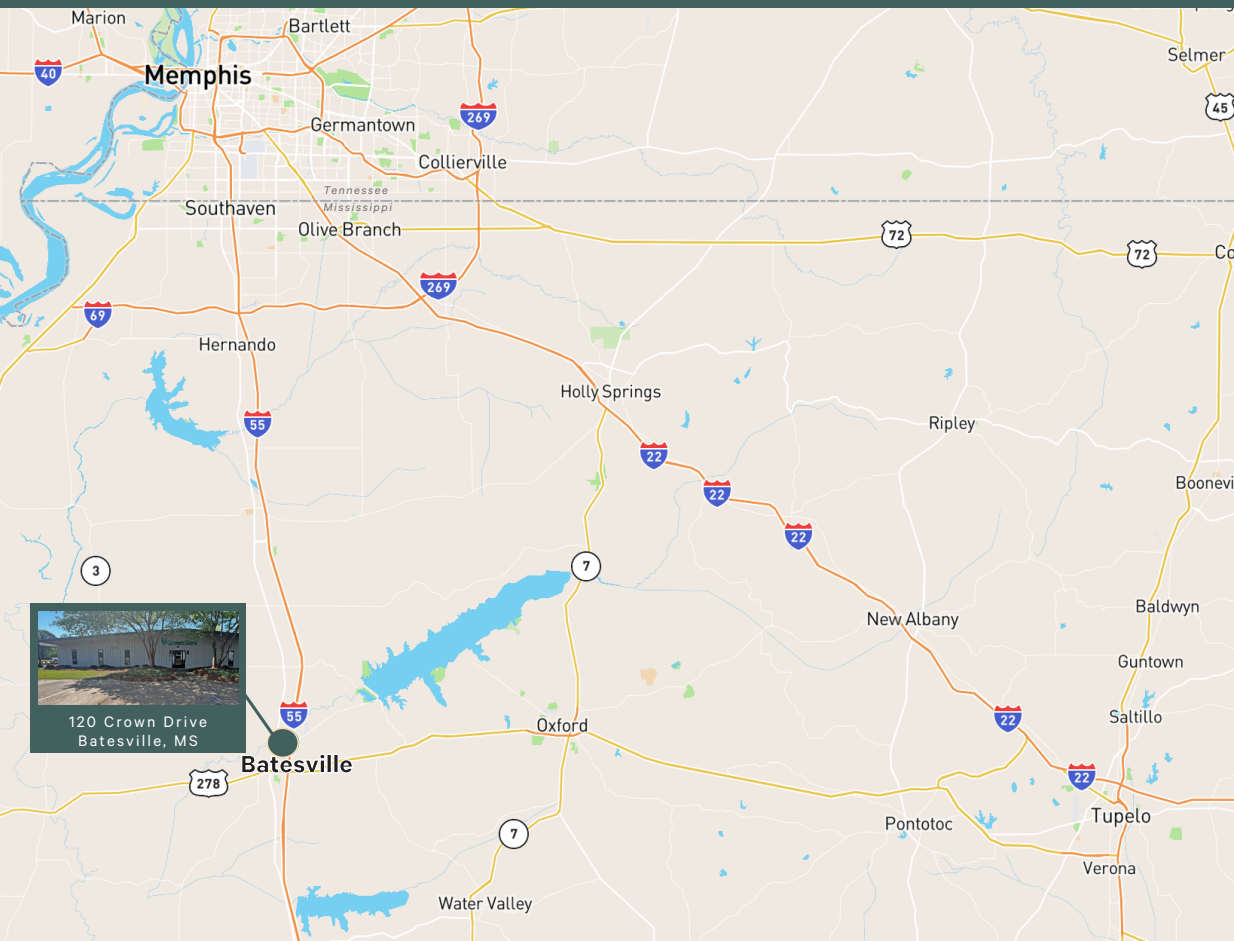 Marion
Bartlett
Selmer
40
Memphis
45
269
Germantown
Collierville
Tennessee
Mississippi
Southaven
Olive Branch
72
72
Co
269
69
Hernando
Holly Springs
55
Ripley
22
Boonevi
22
22
7
3
Baldwyn
New Albany
Guntown
55
22
Saltillo
120 Crown Drive
Batesville, MS
Oxford
Batesville
278
22
Tupelo
Pontotoc
7
Verona
Water Valley